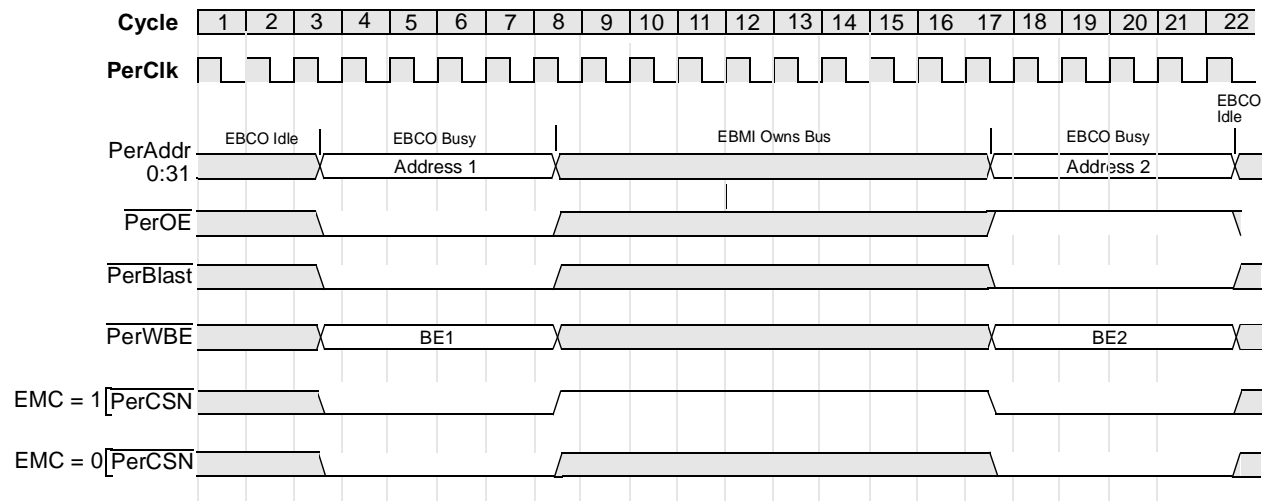 Cycle 1 2 3 4 5 6 7 8 9 10 11 12 13 14 15 16 17 18 19 20 21 22
PerClk
EBCO
Idle
EBCO Idle EBCO Busy EBMI Owns Bus EBCO Busy
PerAddr
0:31
Address 1 Address 2
PerOE
PerBlast
PerWBE BE1 BE2
EMC = 1 PerCSN
EMC = 0 PerCSN